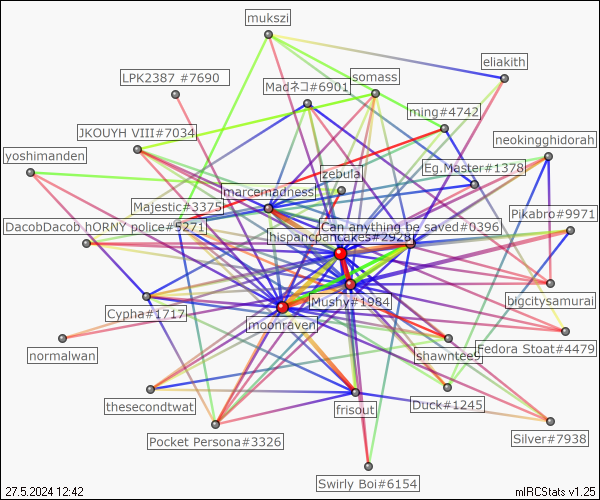 mukszi
eliakith
LPK2387 #7690
somass
Madネコ#6901
ming#4742
JKOUYH VIII#7034
neokingghidorah
yoshimanden
Eg.Master#1378
zebula
marcemadness
Majestic#3375
Pikabro#9971
DacobDacob hORNY police#5271
Can anything be saved#0396
hispancpancakes#2928
bigcitysamurai
Mushy#1984
Cypha#1717
moonraven
normalwan
shawntee5
Fedora Stoat#4479
thesecondtwat
frisout
Duck#1245
Silver#7938
Pocket Persona#3326
Swirly Boi#6154
27.5.2024 12:42
mIRCStats v1.25